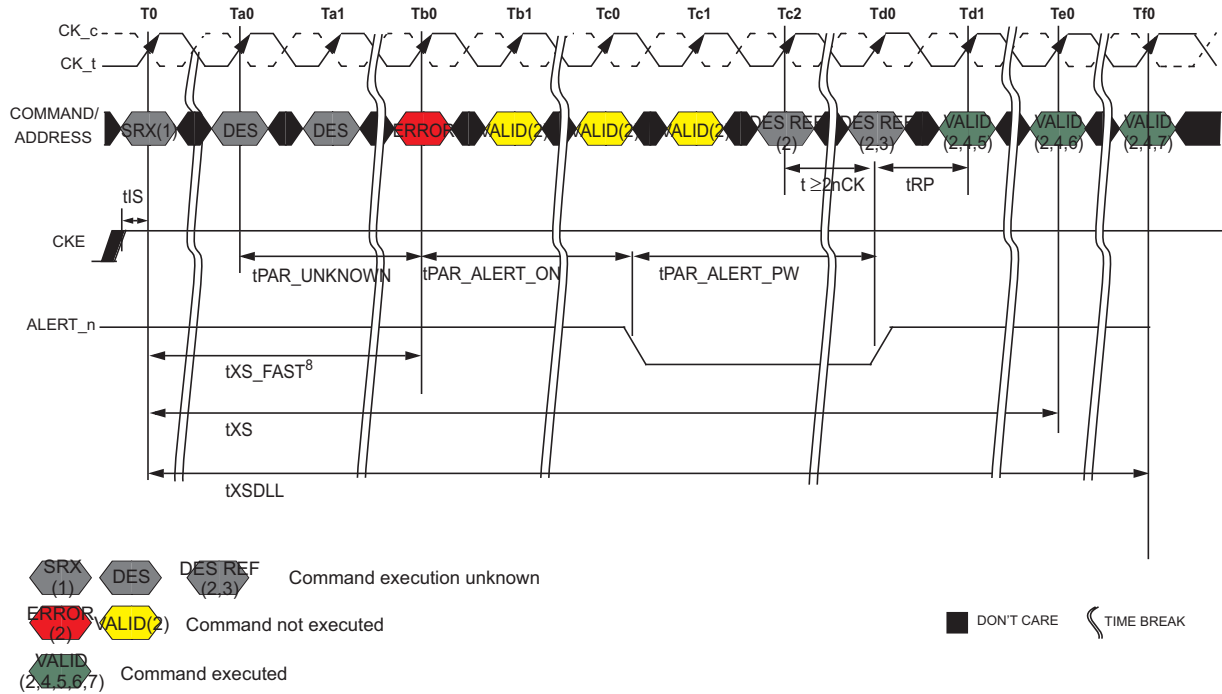 T0 Ta0 Ta1 Tb0 Tb1 Tc0 Tc1 Tc2 Td0 Td1 Te0 Tf0
CK_c
CK_t
COMMAND/
ADDRESS
SRX(1) DES DES ERROR VALID(2) VALID(2) VALID(2) DES REF (2) DES REF (2,3) VALID (2,4,5) VALID (2,4,6) VALID (2,4,7)
t ≥2nCK tRP
tIS
CKE
tPAR_UNKNOWN tPAR_ALERT_ON tPAR_ALERT_PW
ALERT_n
tXS_FAST8
tXS
tXSDLL
SRX (1) DES DES REF (2,3) Command execution unknown
ERROR (2) VALID(2) Command not executed
DON'T CARE TIME BREAK
VALID (2,4,5,6,7) Command executed